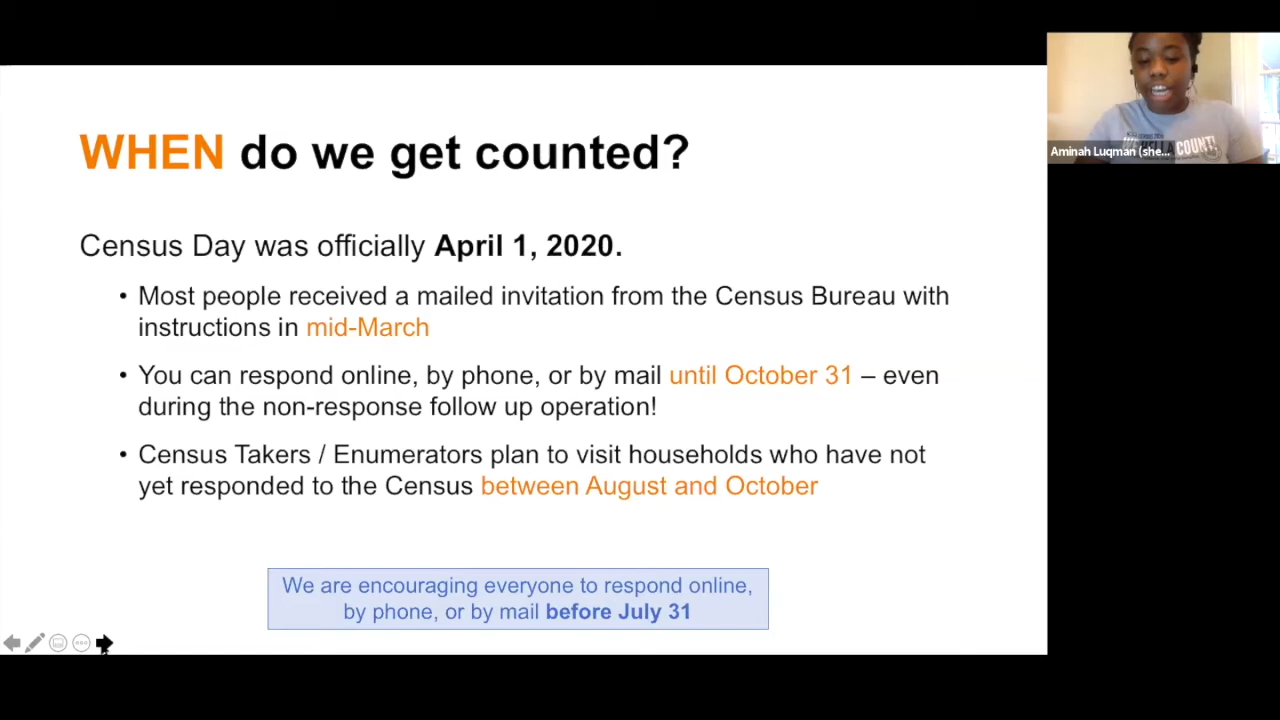 WHEN do we get counted?
Census Day was officially April 1, 2020.
• Most people received a mailed invitation from the Census Bureau with
instructions in mid-March
• You can respond online, by phone, or by mail until October 31 – even
during the non-response follow up operation!
• Census Takers / Enumerators plan to visit households who have not
yet responded to the Census between August and October
We are encouraging everyone to respond online,
by phone, or by mail before July 31
Aminah Luqman (she...
COUNT!